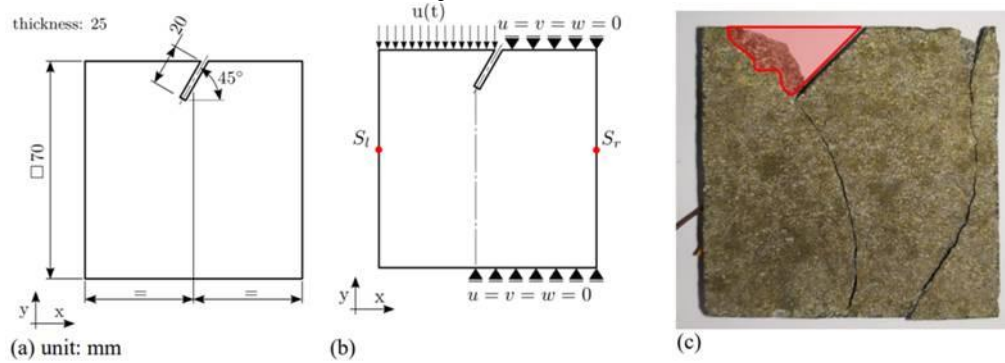 thickness: 25
20
45°
□70
=
=
y
x
(a) unit: mm
u(t)
u = v = w = 0
S_l
S_r
y
x
u = v = w = 0
(b)
(c)